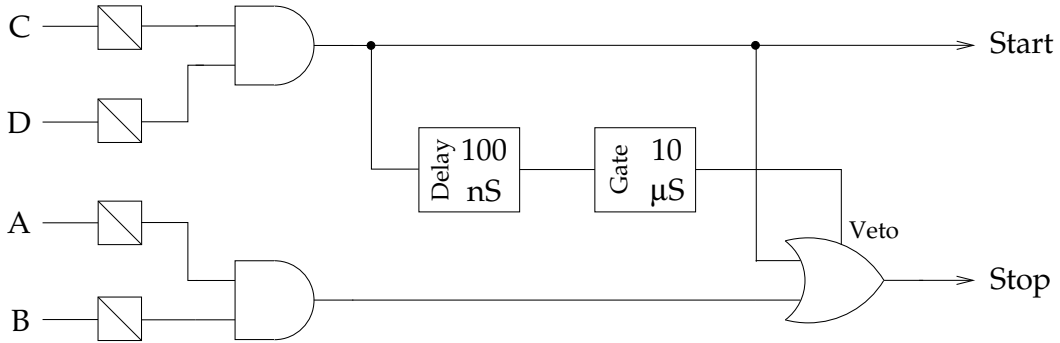 C
Start
D
Delay
100
nS
Gate
10
μS
A
Veto
Stop
B